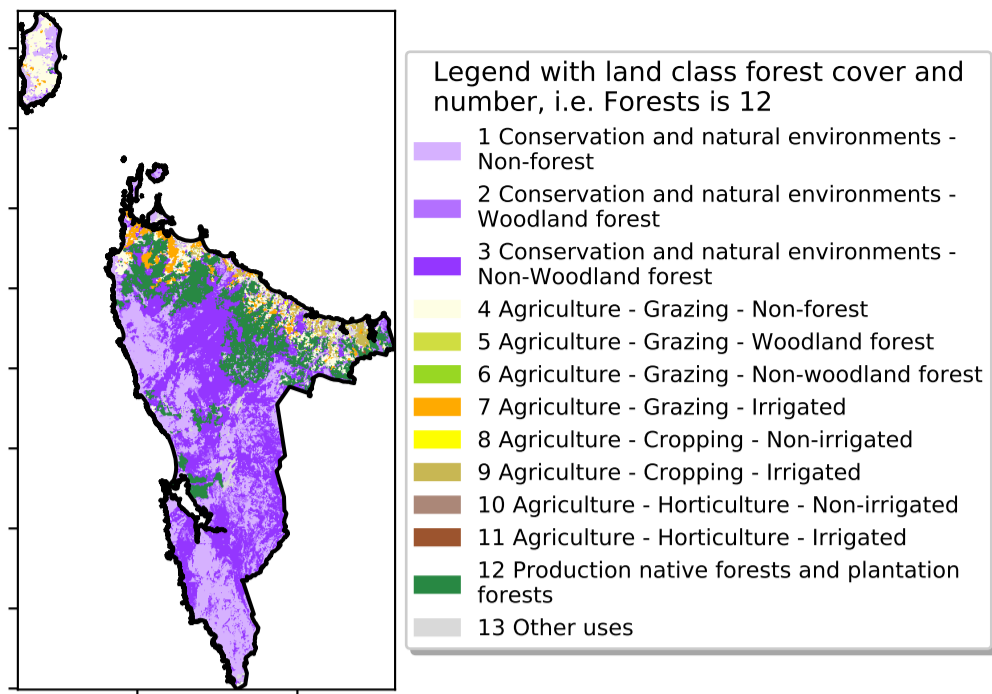 Legend with land class forest cover and
number, i.e. Forests is 12
1 Conservation and natural environments -
Non-forest
2 Conservation and natural environments -
Woodland forest
3 Conservation and natural environments -
Non-Woodland forest
4 Agriculture - Grazing - Non-forest
5 Agriculture - Grazing - Woodland forest
6 Agriculture - Grazing - Non-woodland forest
7 Agriculture - Grazing - Irrigated
8 Agriculture - Cropping - Non-irrigated
9 Agriculture - Cropping - Irrigated
10 Agriculture - Horticulture - Non-irrigated
11 Agriculture - Horticulture - Irrigated
12 Production native forests and plantation
forests
13 Other uses